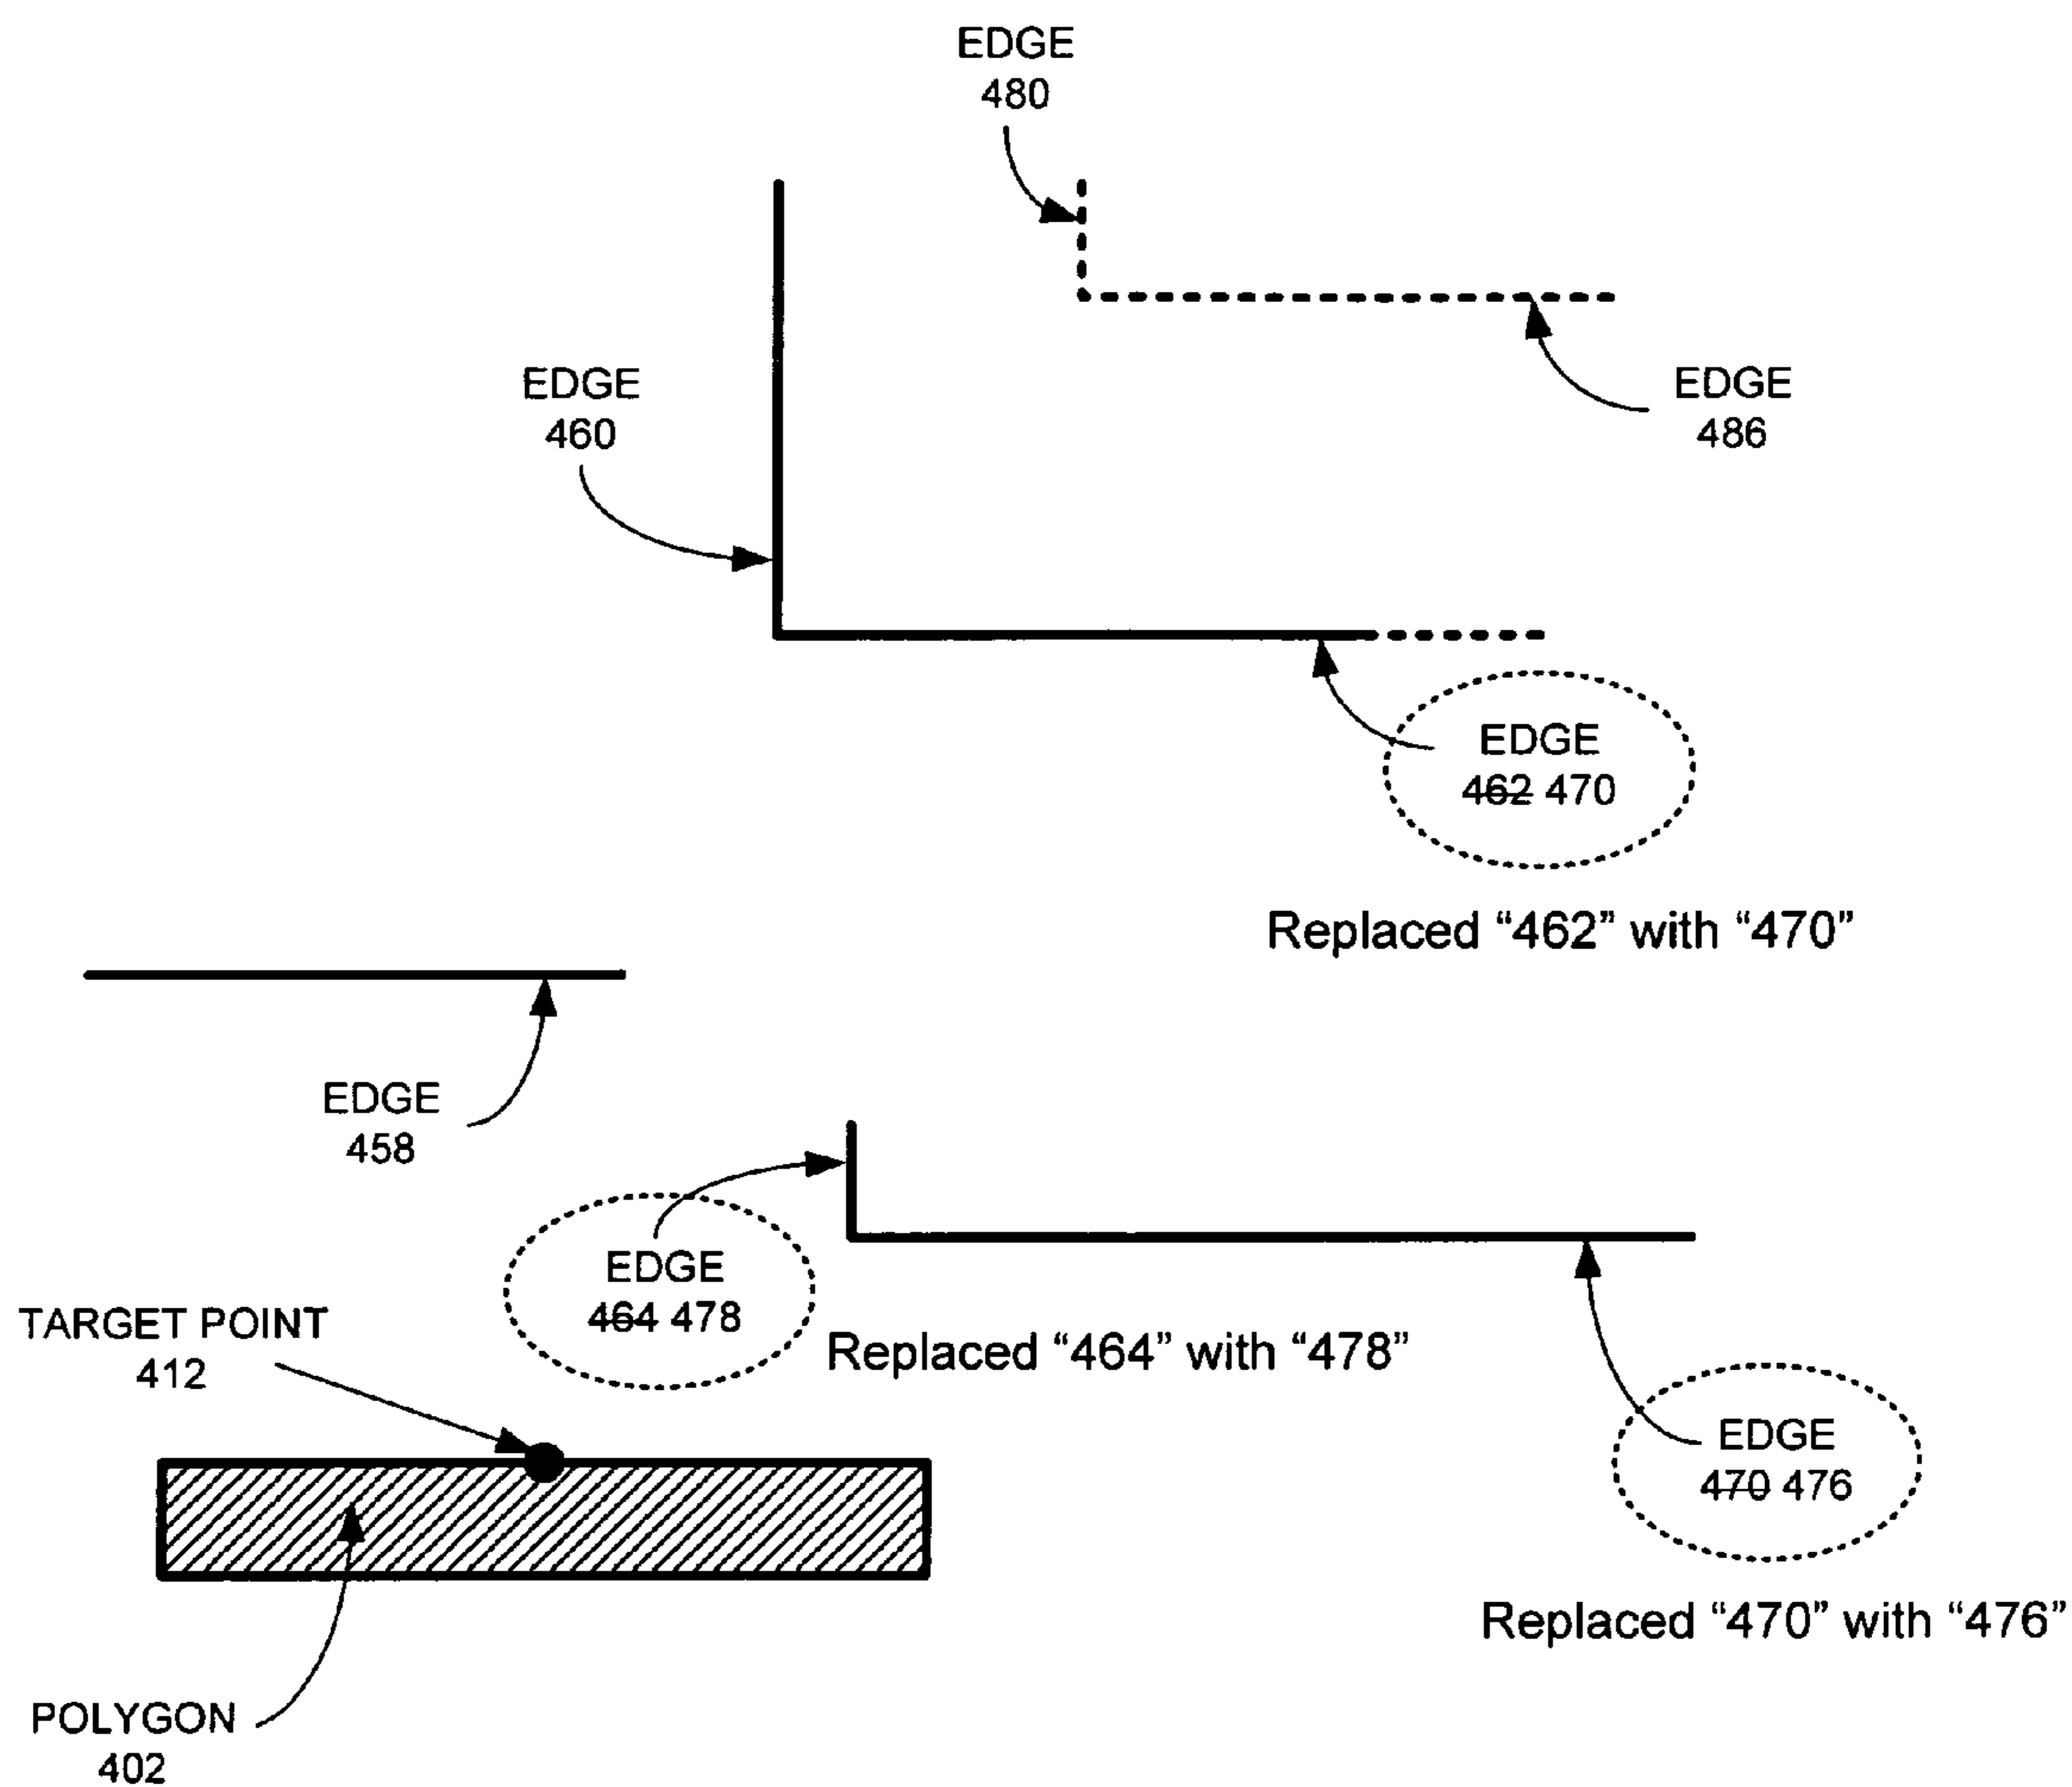 EDGE
480
EDGE
460
EDGE
486
EDGE
462 470
Replaced “462” with “470”
EDGE
458
EDGE
464 478
Replaced “464” with “478”
TARGET POINT
412
EDGE
470 476
Replaced “470” with “476”
POLYGON
402